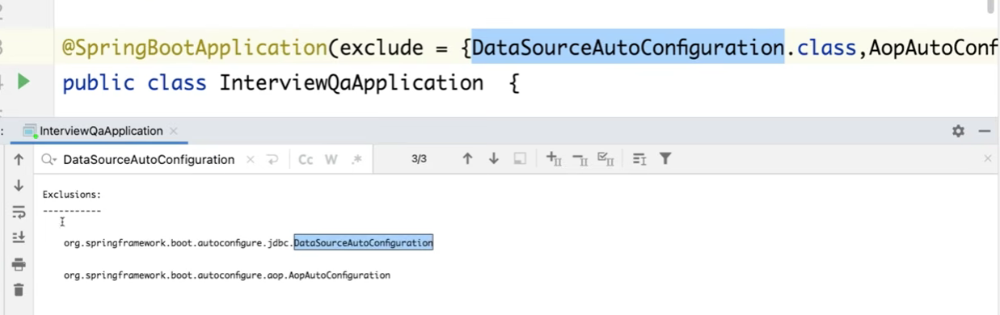 @SpringBootApplication(exclude = {DataSourceAutoConfiguration.class,AopAutoConf
public class InterviewQaApplication {
InterviewQaApplication
DataSourceAutoConfiguration
Cc W .*
3/3
Exclusions:
-----------
org.springframework.boot.autoconfigure.jdbc.DataSourceAutoConfiguration
org.springframework.boot.autoconfigure.aop.AopAutoConfiguration